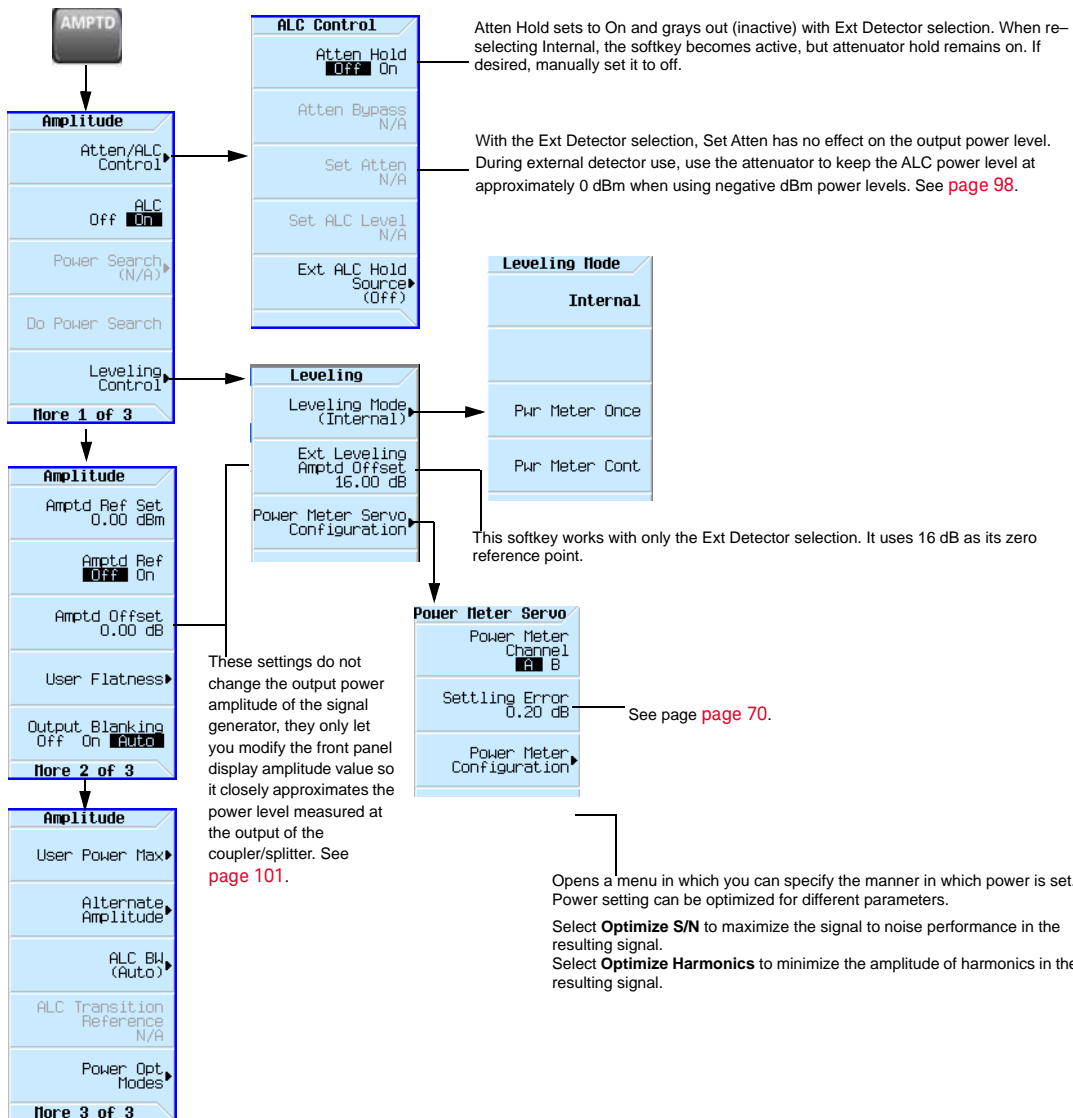 AMPTD
Amplitude
Atten/ALC
Control
ALC
Off On
Power Search
(N/A)
Do Power Search
Leveling
Control
More 1 of 3
ALC Control
Atten Hold
Off On
Atten Bypass
N/A
Set Atten
N/A
Set ALC Level
N/A
Ext ALC Hold
Source
(Off)
Atten Hold sets to On and grays out (inactive) with Ext Detector selection. When re–
selecting Internal, the softkey becomes active, but attenuator hold remains on. If
desired, manually set it to off.
With the Ext Detector selection, Set Atten has no effect on the output power level.
During external detector use, use the attenuator to keep the ALC power level at
approximately 0 dBm when using negative dBm power levels. See page 98.
Leveling Mode
Internal
Pwr Meter Once
Pwr Meter Cont
Leveling
Leveling Mode
(Internal)
Ext Leveling
Amptd Offset
16.00 dB
Power Meter Servo
Configuration
This softkey works with only the Ext Detector selection. It uses 16 dB as its zero
reference point.
Amplitude
Amptd Ref Set
0.00 dBm
Amptd Ref
Off On
Amptd Offset
0.00 dB
User Flatness
Output Blanking
Off On Auto
More 2 of 3
These settings do not
change the output power
amplitude of the signal
generator, they only let
you modify the front panel
display amplitude value so
it closely approximates the
power level measured at
the output of the
coupler/splitter. See
page 101.
Power Meter Servo
Power Meter
Channel
A B
Settling Error
0.20 dB
Power Meter
Configuration
See page page 70.
Amplitude
User Power Max
Alternate
Amplitude
ALC BW
(Auto)
ALC Transition
Reference
N/A
Power Opt
Modes
More 3 of 3
Opens a menu in which you can specify the manner in which power is set.
Power setting can be optimized for different parameters.
Select Optimize S/N to maximize the signal to noise performance in the
resulting signal.
Select Optimize Harmonics to minimize the amplitude of harmonics in the
resulting signal.